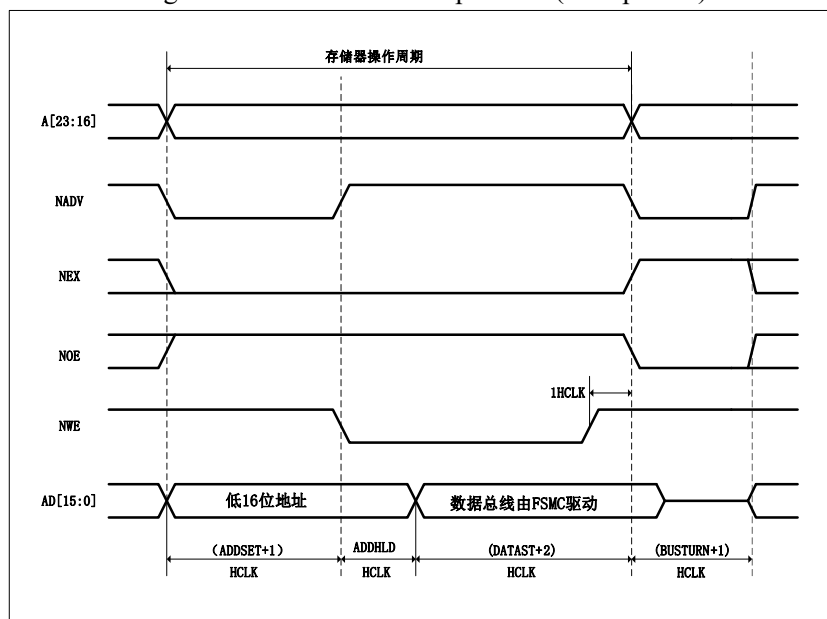 存储器操作周期
A[23:16]
NADV
NEX
NOE
1HCLK
NWE
AD[15:0]
低16位地址
数据总线由FSMC驱动
(ADDSET+1)
ADDHLD
(DATAST+2)
(BUSTURN+1)
HCLK
HCLK
HCLK
HCLK